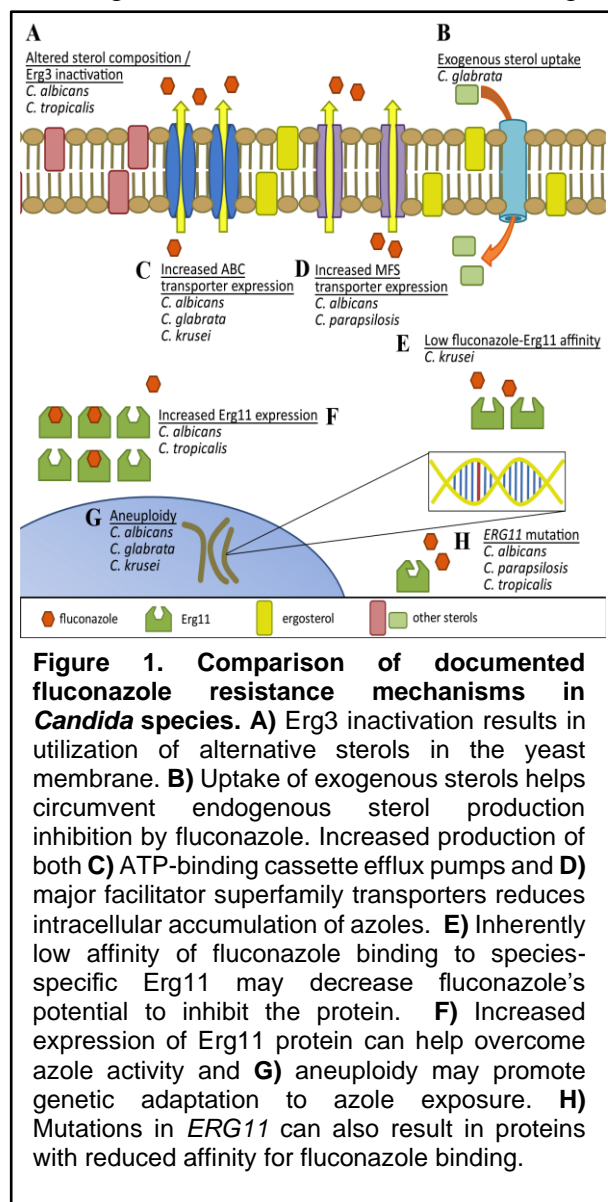 A
Altered sterol composition /
Erg3 inactivation
C. albicans
C. tropicalis
B
Exogenous sterol uptake
C. glabrata
C
Increased ABC
transporter expression
C. albicans
C. glabrata
C. krusei
D
Increased MFS
transporter expression
C. albicans
C. parapsilosis
E
Low fluconazole-Erg11 affinity
C. krusei
Increased Erg11 expression F
C. albicans
C. tropicalis
G
Aneuploidy
C. albicans
C. glabrata
C. krusei
H
ERG11 mutation
C. albicans
C. parapsilosis
C. tropicalis
fluconazole Erg11 ergosterol other sterols
Figure 1. Comparison of documented
fluconazole resistance mechanisms in
Candida species. A) Erg3 inactivation results in
utilization of alternative sterols in the yeast
membrane. B) Uptake of exogenous sterols helps
circumvent endogenous sterol production
inhibition by fluconazole. Increased production of
both C) ATP-binding cassette efflux pumps and D)
major facilitator superfamily transporters reduces
intracellular accumulation of azoles. E) Inherently
low affinity of fluconazole binding to species-
specific Erg11 may decrease fluconazole's
potential to inhibit the protein. F) Increased
expression of Erg11 protein can help overcome
azole activity and G) aneuploidy may promote
genetic adaptation to azole exposure. H)
Mutations in ERG11 can also result in proteins
with reduced affinity for fluconazole binding.